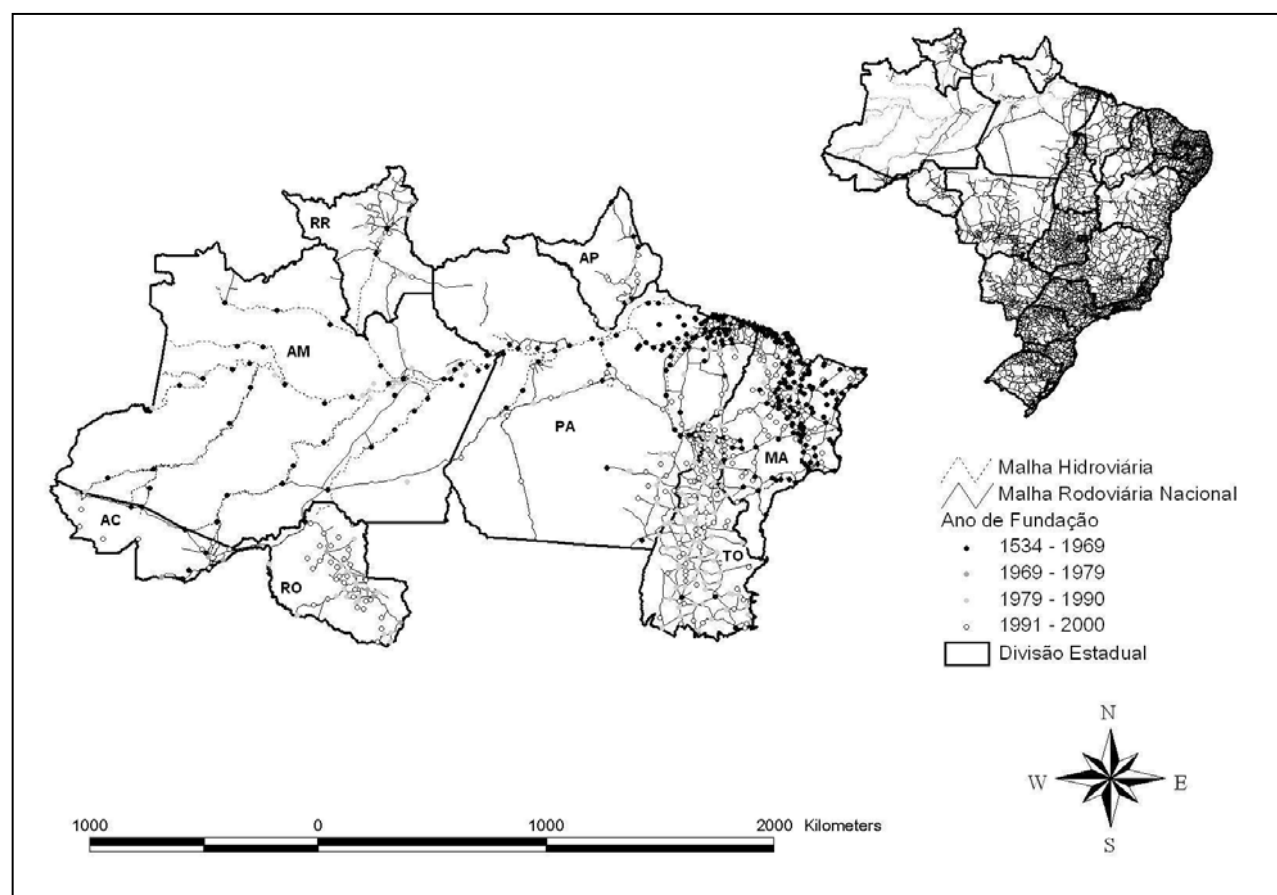 RR
AP
AM
PA
MA
AC
TO
RO
Malha Hidroviária
Malha Rodoviária Nacional
Ano de Fundação
1534 - 1969
1969 - 1979
1979 - 1990
1991 - 2000
Divisão Estadual
N
W E
S
1000 0 1000 2000 Kilometers